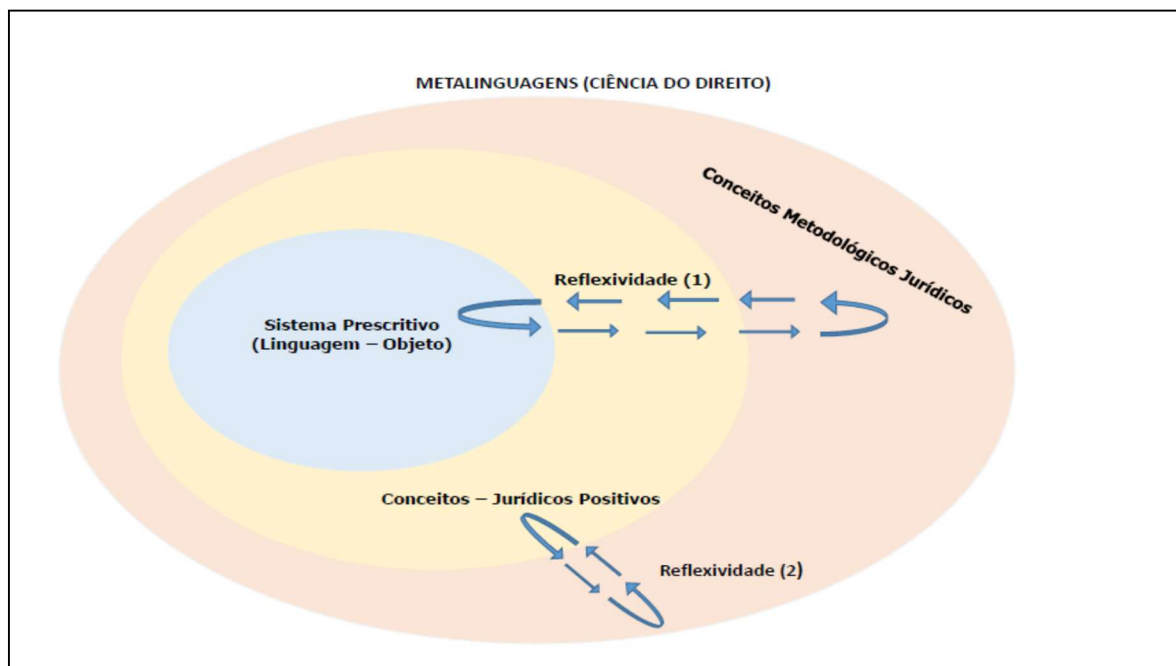 METALINGUAGENS (CIÊNCIA DO DIREITO)
Conceitos Metodológicos Jurídicos
Reflexividade (1)
Sistema Prescritivo
(Linguagem – Objeto)
Conceitos – Jurídicos Positivos
Reflexividade (2)